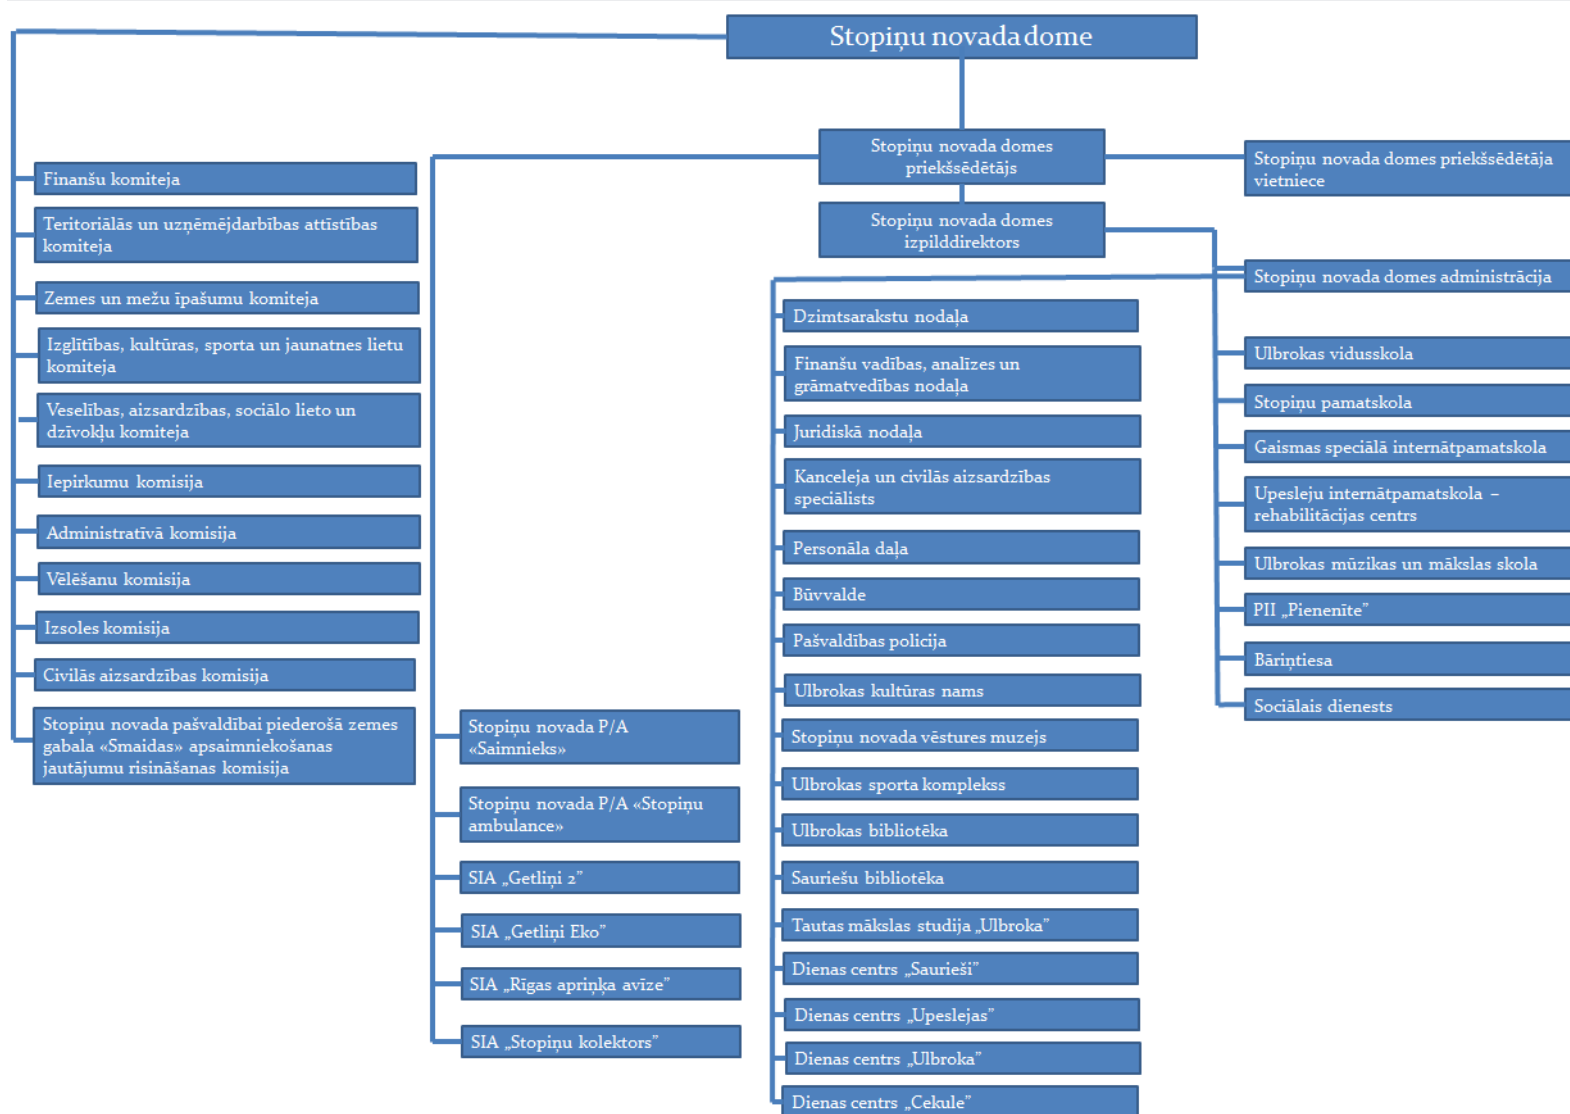 Stopiņu novada dome
Stopiņu novada domes
priekšsēdētājs
Stopiņu novada domes priekšsēdētāja
vietniece
Stopiņu novada domes
izpilddirektors
Finanšu komiteja
Teritoriālās un uzņēmējdarbības attīstības
komiteja
Zemes un mežu īpašumu komiteja
Izglītības, kultūras, sporta un jaunatnes lietu
komiteja
Veselības, aizsardzības, sociālo lieto un
dzīvokļu komiteja
Iepirkumu komisija
Administratīvā komisija
Vēlēšanu komisija
Izsoles komisija
Civilās aizsardzības komisija
Stopiņu novada pašvaldībai piederošā zemes
gabala «Smaidas» apsaimniekošanas
jautājumu risināšanas komisija
Stopiņu novada P/A
«Saimnieks»
Stopiņu novada P/A «Stopiņu
ambulance»
SIA „Getliņi 2”
SIA „Getliņi Eko”
SIA „Rīgas apriņķa avīze”
SIA „Stopiņu kolektors”
Dzimtsarakstu nodaļa
Finanšu vadības, analīzes un
grāmatvedības nodaļa
Juridiskā nodaļa
Kanceleja un civilās aizsardzības
speciālists
Personāla daļa
Būvvalde
Pašvaldības policija
Ulbrokas kultūras nams
Stopiņu novada vēstures muzejs
Ulbrokas sporta komplekss
Ulbrokas bibliotēka
Sauriešu bibliotēka
Tautas mākslas studija „Ulbroka”
Dienas centrs „Saurieši”
Dienas centrs „Upeslejas”
Dienas centrs „Ulbroka”
Dienas centrs „Cekule”
Stopiņu novada domes administrācija
Ulbrokas vidusskola
Stopiņu pamatskola
Gaismas speciālā internātpamatskola
Upesleju internātpamatskola –
rehabilitācijas centrs
Ulbrokas mūzikas un mākslas skola
PII „Pienenīte”
Bāriņtiesa
Sociālais dienests